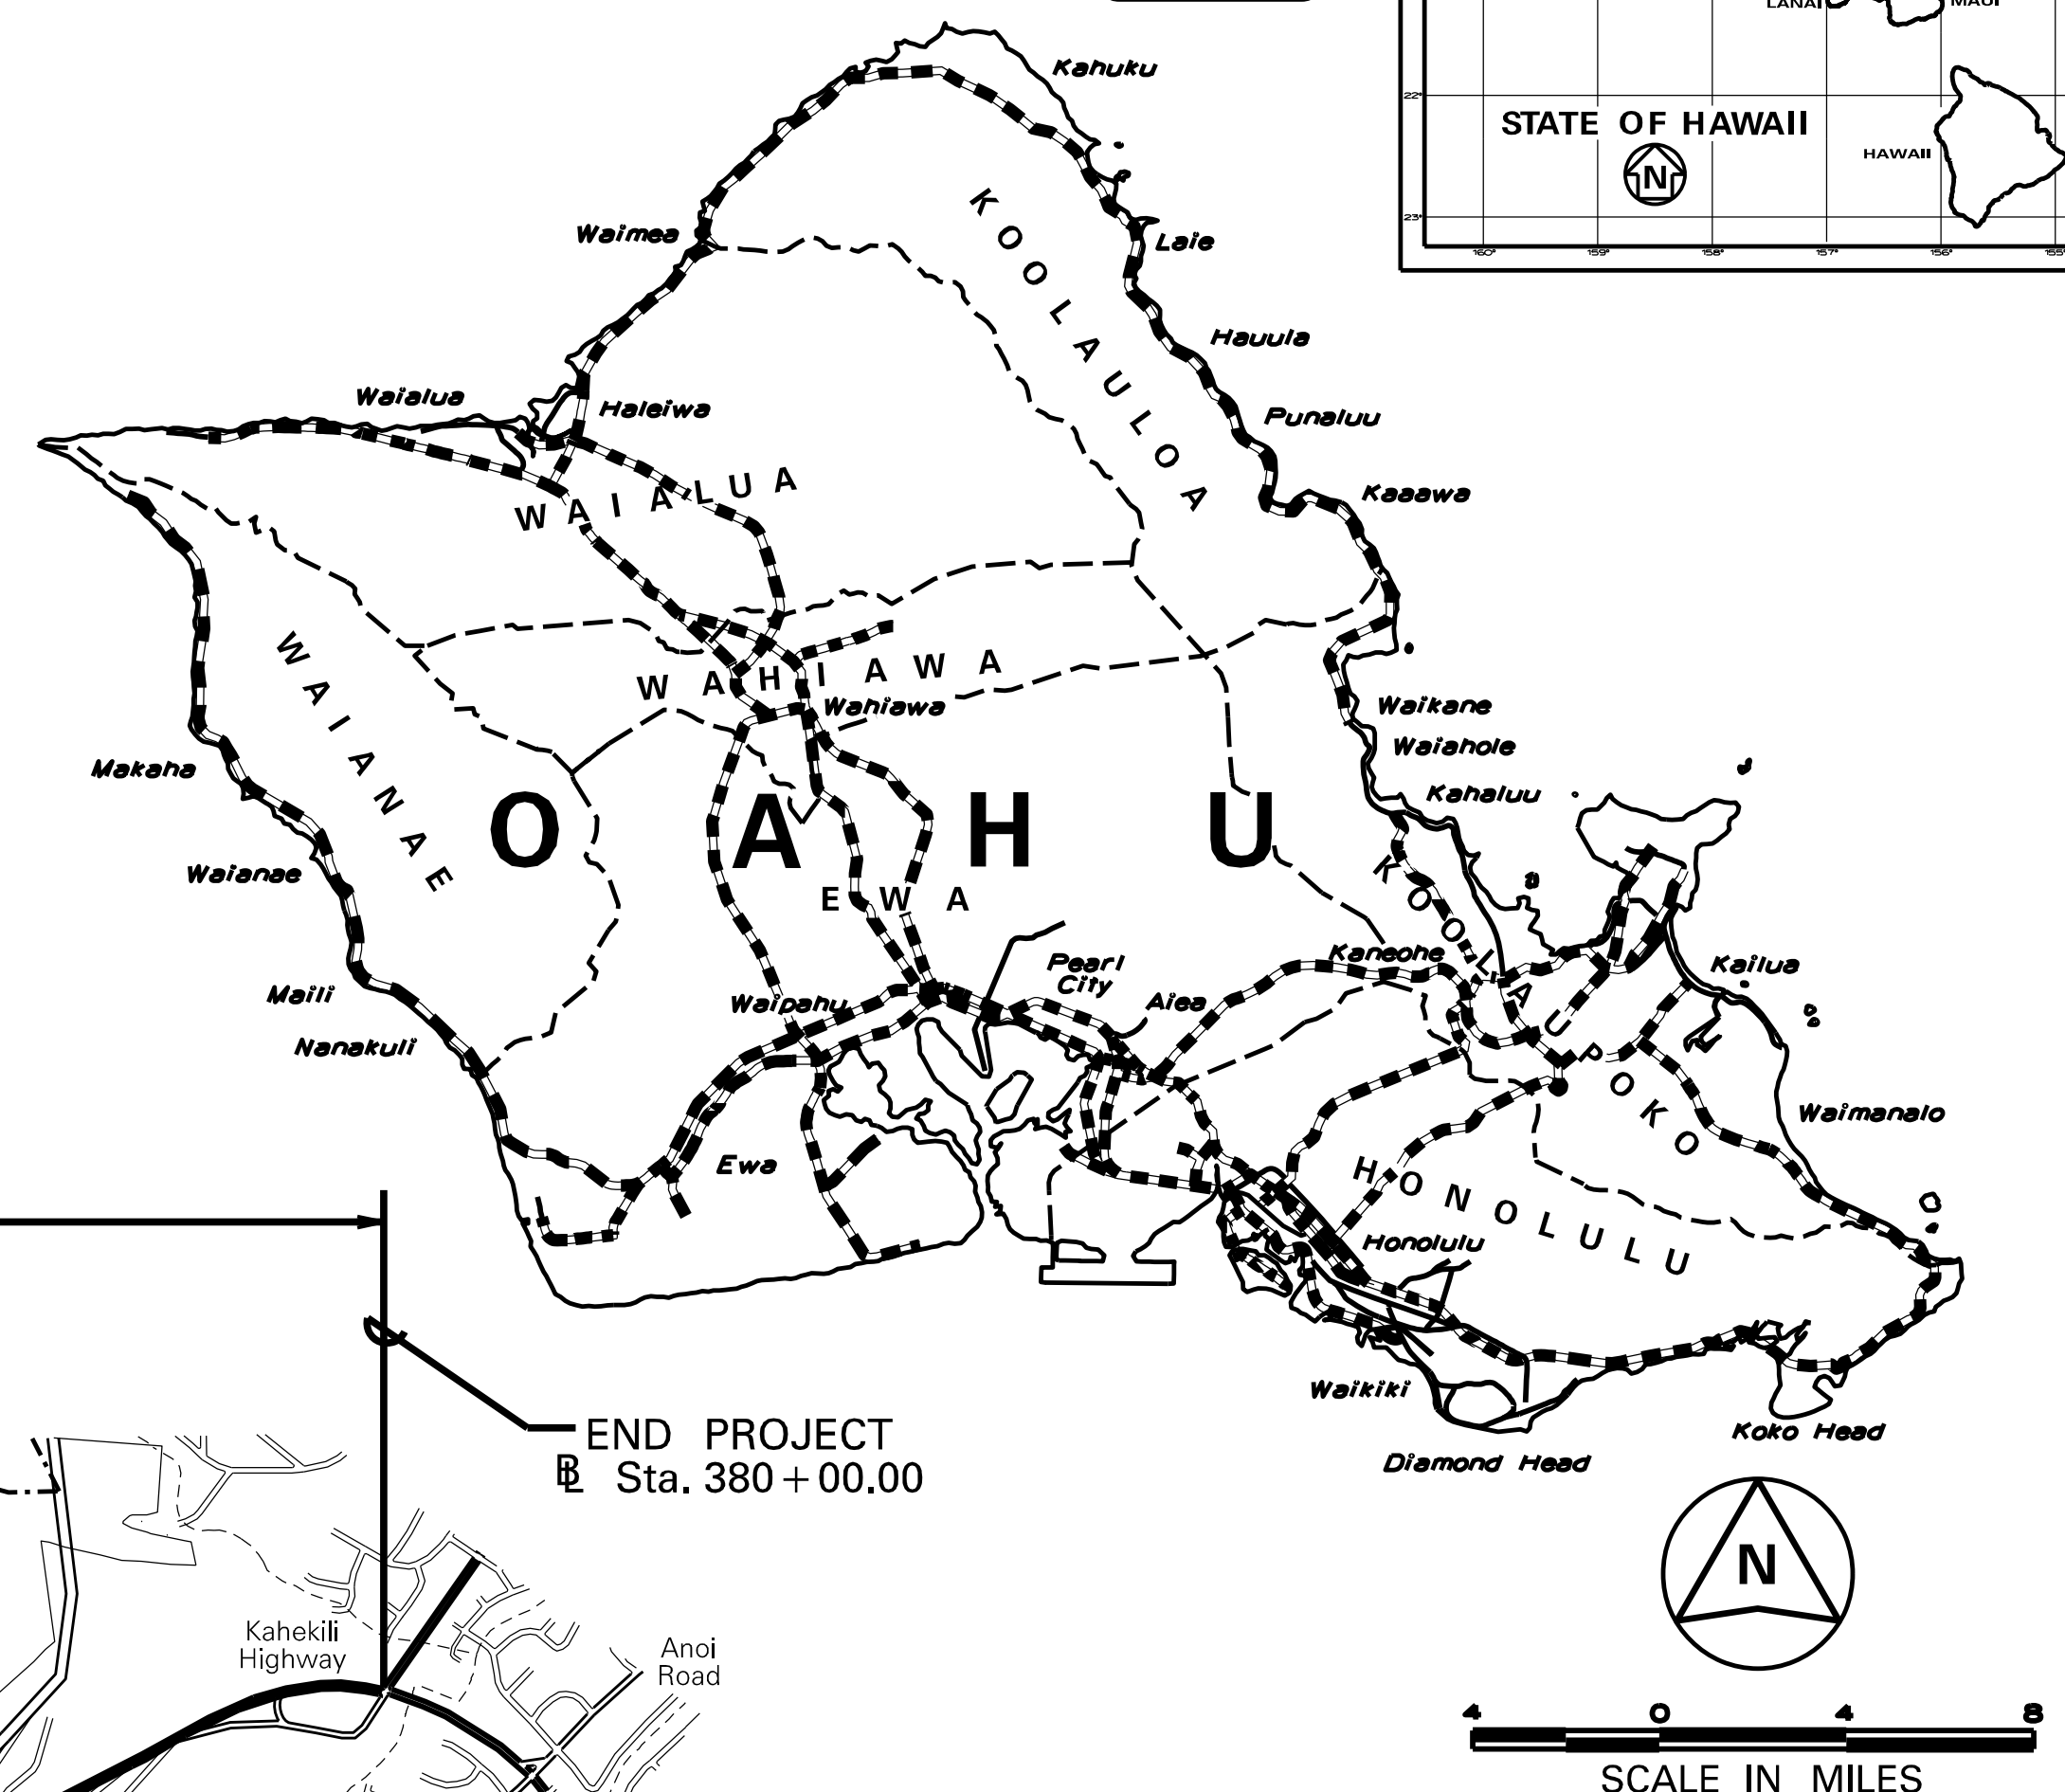 LANAI
MAUI
Kahuku
22°
STATE OF HAWAII
HAWAII
N
23°
160°
159°
158°
157°
156°
155°
Waimea
KOOLAULOA
Laie
Hauula
Waialua
Haleiwa
Punaluu
WAIALUA
Kaaawa
WAIANAE
WAHIAWA
Wahiawa
Waikane
Waiahole
Makaha
Kahaluu
OAHU
Waianae
EWA
KOOLAUPOKO
Kaneohe
Pearl
City
Kailua
Maili
Waipahu
Aiea
Nanakuli
Waimanalo
Ewa
HONOLULU
Honolulu
Waikiki
Koko Head
Diamond Head
END PROJECT
BL Sta. 380+00.00
N
Kahekili
Highway
Anoi
Road
4 0 4 8
SCALE IN MILES